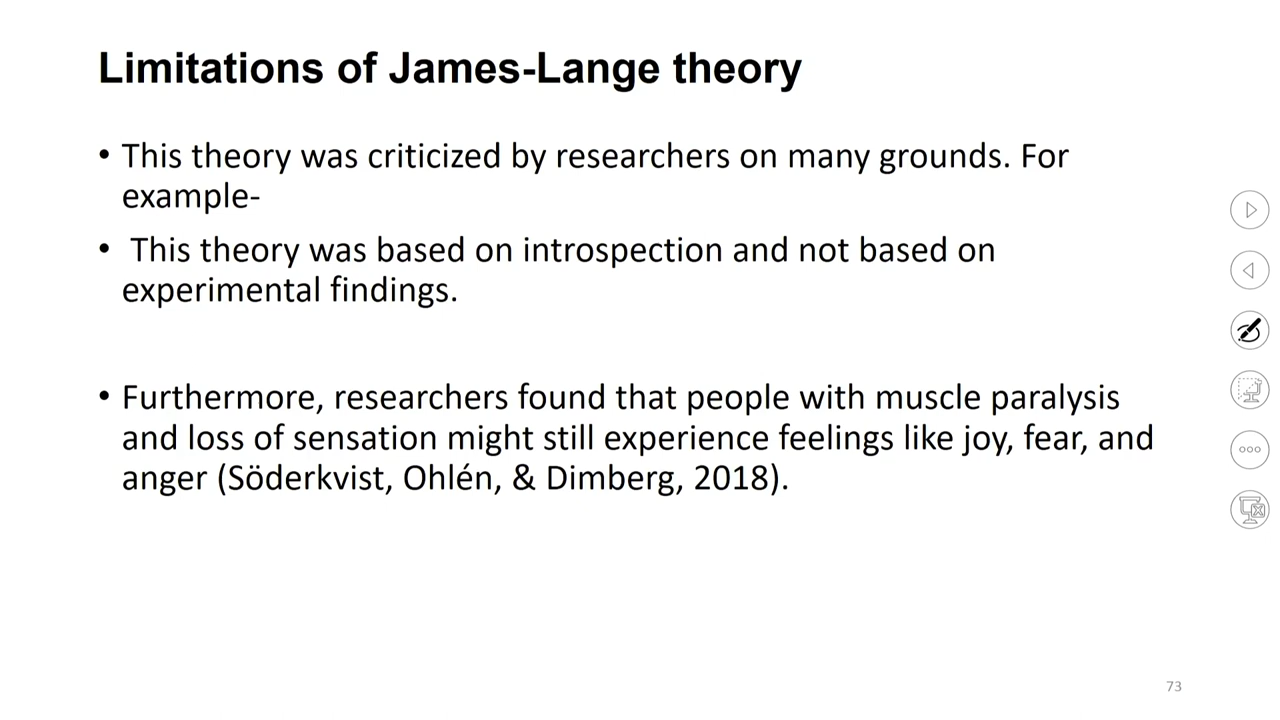 Limitations of James-Lange theory
• This theory was criticized by researchers on many grounds. For
example-
• This theory was based on introspection and not based on
experimental findings.
• Furthermore, researchers found that people with muscle paralysis
and loss of sensation might still experience feelings like joy, fear, and
anger (Söderkvist, Ohlén, & Dimberg, 2018).
73